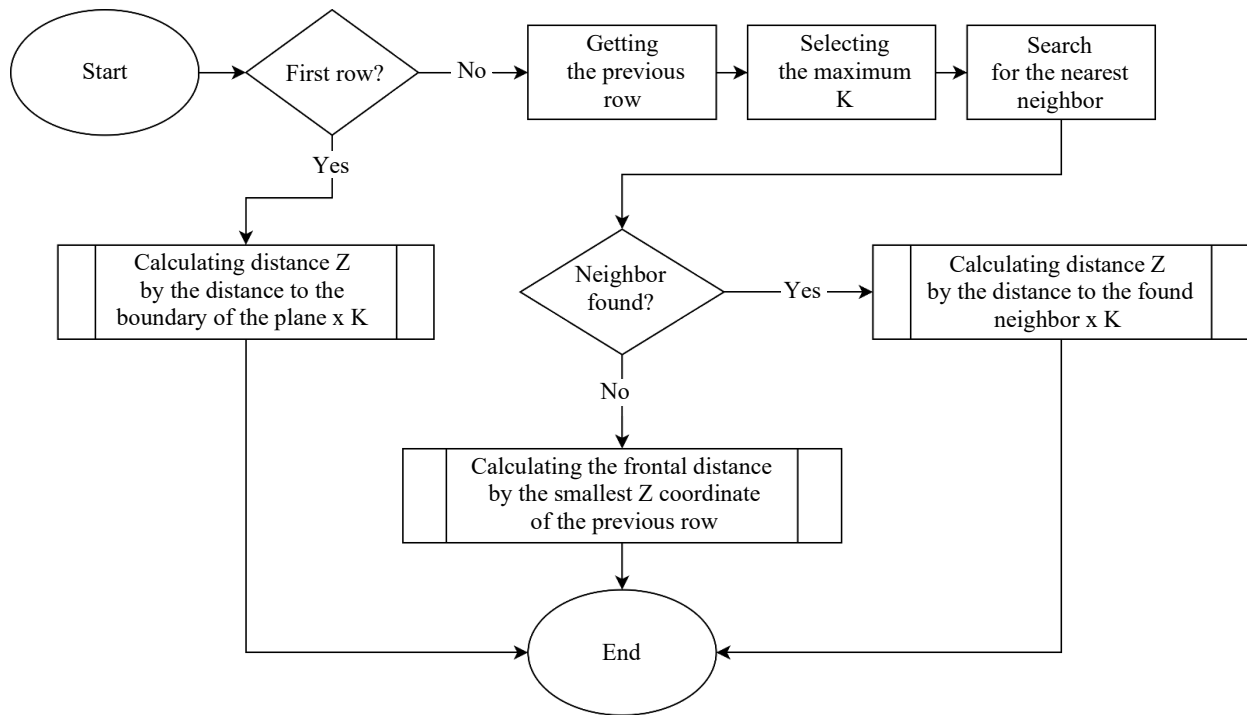 Start
First row?
No
Getting
the previous
row
Selecting
the maximum
K
Search
for the nearest
neighbor
Yes
Calculating distance Z
by the distance to the
boundary of the plane x K
Neighbor
found?
Yes
Calculating distance Z
by the distance to the found
neighbor x K
No
Calculating the frontal distance
by the smallest Z coordinate
of the previous row
End